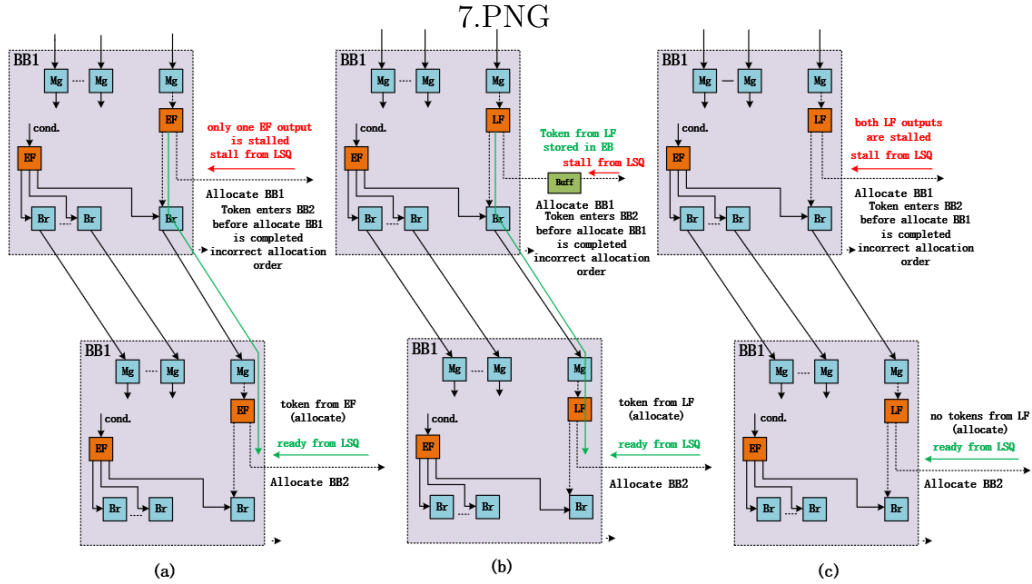 7.PNG
BB1
Mg
Mg
Mg
EF
cond.
EF
only one EF output
is stalled
stall from LSQ
Allocate BB1
Token enters BB2
before allocate BB1
is completed
incorrect allocation
order
Br
Br
Br
BB1
Mg
Mg
Mg
EF
cond.
EF
token from EF
(allocate)
ready from LSQ
Allocate BB2
Br
Br
Br
(a)
BB1
Mg
Mg
Mg
LF
cond.
EF
Token from LF
stored in EB
stall from LSQ
Buff
Allocate BB1
Token enters BB2
before allocate BB1
is completed
incorrect allocation
order
Br
Br
Br
BB1
Mg
Mg
Mg
LF
cond.
EF
token from LF
(allocate)
ready from LSQ
Allocate BB2
Br
Br
Br
(b)
BB1
Mg
Mg
Mg
LF
cond.
EF
both LF outputs
are stalled
stall from LSQ
Allocate BB1
Token enters BB2
before allocate BB1
is completed
incorrect allocation
order
Br
Br
Br
BB1
Mg
Mg
Mg
LF
cond.
EF
no tokens from LF
(allocate)
ready from LSQ
Allocate BB2
Br
Br
Br
(c)